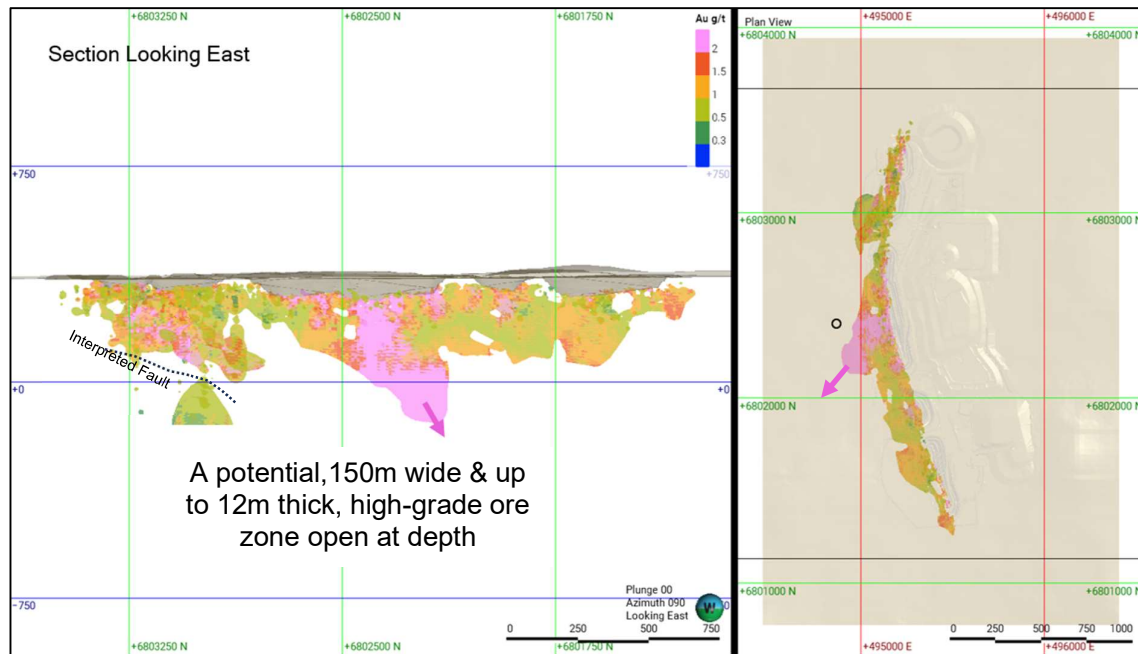 +6803250 N
+6802500 N
+6801750 N
Au g/t
2
1.5
1
0.5
0.3
Section Looking East
+750
+750
Interpreted Fault
+0
+0
A potential,150m wide & up
to 12m thick, high-grade ore
zone open at depth
-750
-750
Plunge 00
Azimuth 090
Looking East
W
0
250
500
750
+6803250 N
+6802500 N
+6801750 N
Plan View
+495000 E
+496000 E
+6804000 N
+6804000 N
+6803000 N
+6803000 N
+6802000 N
+6802000 N
+6801000 N
+6801000 N
0
250
500
750
1000
+495000 E
+496000 E